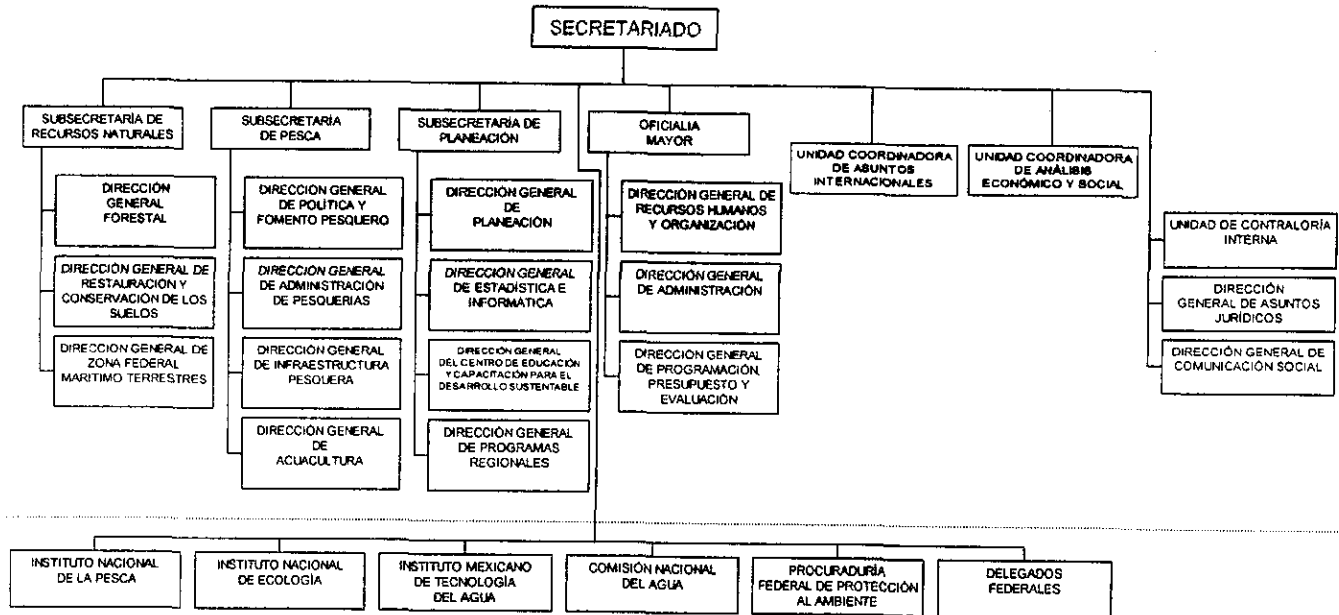 SECRETARIADO
SUBSECRETARÍA DE
RECURSOS NATURALES
SUBSECRETARÍA
DE PESCA
SUBSECRETARÍA DE
PLANEACIÓN
OFICIALIA
MAYOR
UNIDAD COORDINADORA
DE ASUNTOS
INTERNACIONALES
UNIDAD COORDINADORA
DE ANÁLISIS
ECONÓMICO Y SOCIAL
DIRECCIÓN
GENERAL
FORESTAL
DIRECCIÓN GENERAL DE
RESTAURACION Y
CONSERVACIÓN DE LOS
SUELOS
DIRECCION GENERAL DE
ZONA FEDERAL
MARITIMO TERRESTRES
DIRECCIÓN GENERAL
DE POLÍTICA Y
FOMENTO PESQUERO
DIRECCIÓN GENERAL
DE ADMINISTRACIÓN
DE PESQUERIAS
DIRECCIÓN GENERAL
DE INFRAESTRUCTURA
PESQUERA
DIRECCIÓN GENERAL
DE
ACUACULTURA
DIRECCIÓN GENERAL
DE
PLANEACIÓN
DIRECCIÓN GENERAL
DE ESTADÍSTICA E
INFORMÁTICA
DIRECCIÓN GENERAL
DEL CENTRO DE EDUCACIÓN
Y CAPACITACIÓN PARA EL
DESARROLLO SUSTENTABLE
DIRECCIÓN GENERAL
DE PROGRAMAS
REGIONALES
DIRECCIÓN GENERAL DE
RECURSOS HUMANOS
Y ORGANIZACIÓN
DIRECCIÓN GENERAL
DE ADMINISTRACIÓN
DIRECCIÓN GENERAL
DE PROGRAMACIÓN,
PRESUPUESTO Y
EVALUACIÓN
UNIDAD DE CONTRALORÍA
INTERNA
DIRECCIÓN
GENERAL DE ASUNTOS
JURÍDICOS
DIRECCIÓN GENERAL DE
COMUNICACIÓN SOCIAL
INSTITUTO NACIONAL
DE LA PESCA
INSTITUTO NACIONAL
DE ECOLOGÍA
INSTITUTO MEXICANO
DE TECNOLOGÍA
DEL AGUA
COMISIÓN NACIONAL
DEL AGUA
PROCURADURÍA
FEDERAL DE PROTECCIÓN
AL AMBIENTE
DELEGADOS
FEDERALES